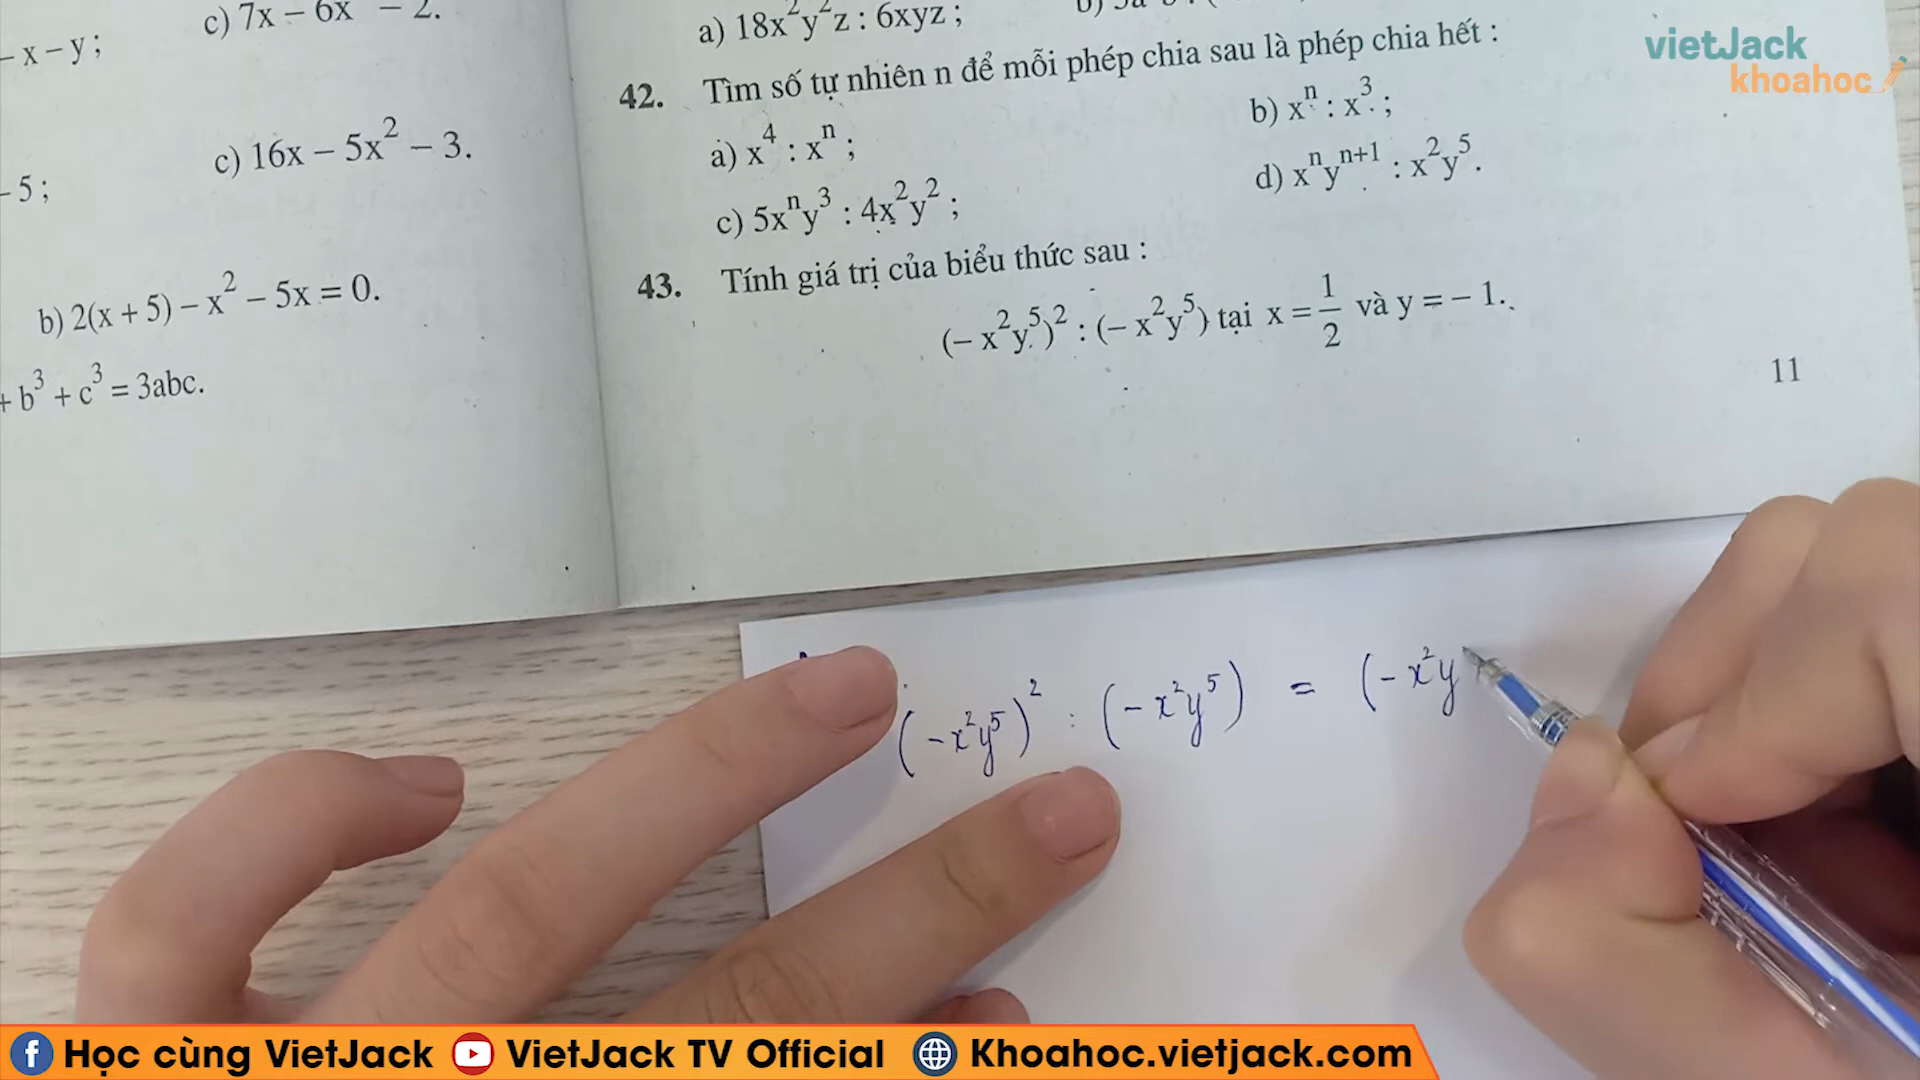 – x – y ;
c) 7x – 6x – 2.
– 5 ;
c) 16x – 5x² – 3.
b) 2(x + 5) – x² – 5x = 0.
+ b³ + c³ = 3abc.
a) 18x²y²z : 6xyz ;
42. Tìm số tự nhiên n để mỗi phép chia sau là phép chia hết :
a) x⁴ : xⁿ ;
b) xⁿ : x³ ;
c) 5xⁿy³ : 4x²y² ;
d) xⁿyⁿ⁺¹ : x²y⁵.
43. Tính giá trị của biểu thức sau :
(– x²y⁵)² : (– x²y⁵) tại x = 1/2 và y = – 1.
11
(-x²y⁵)² : (-x²y⁵) = (-x²y
vietJack
khoahoc
Học cùng VietJack
VietJack TV Official
Khoahoc.vietjack.com